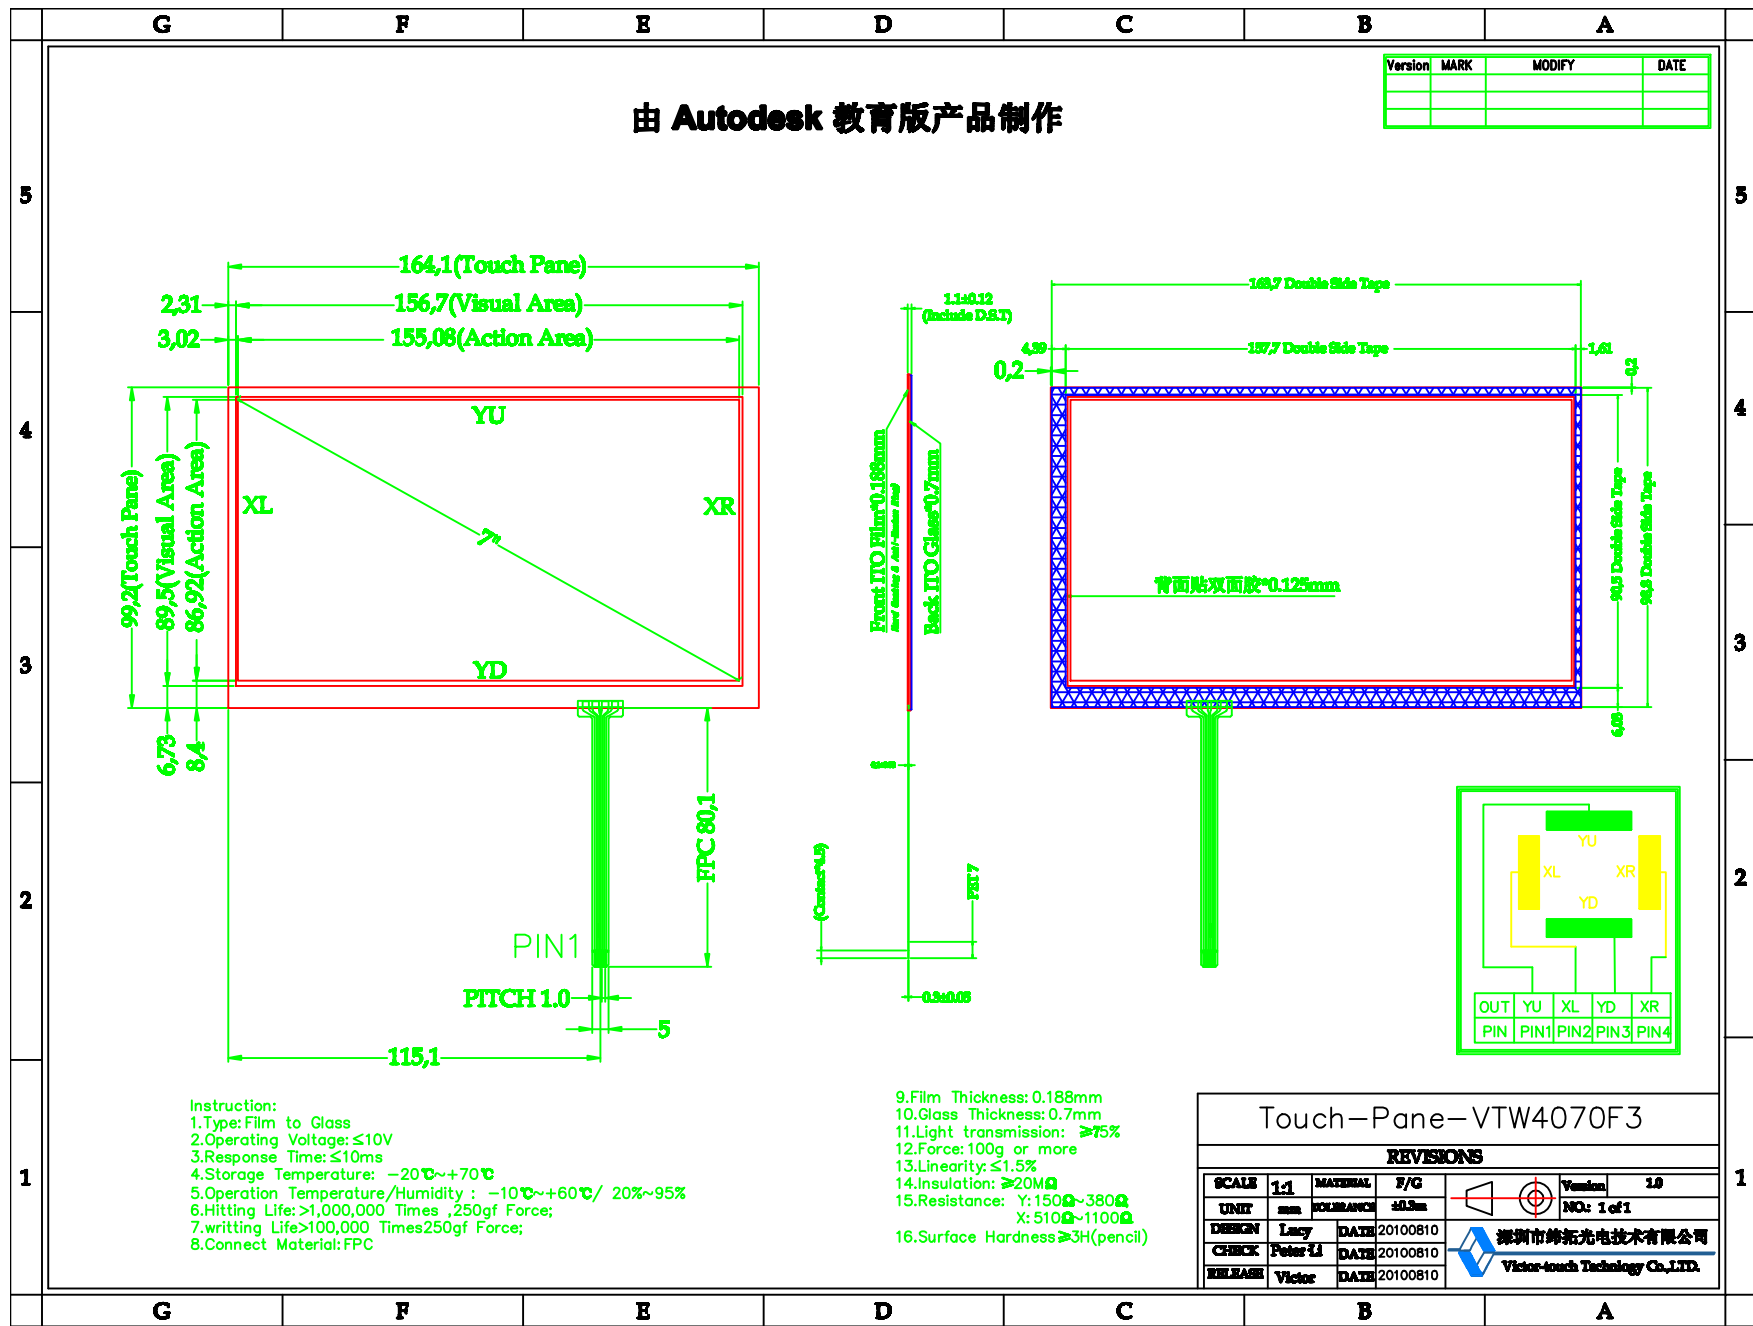 G F E D C B A
Version MARK MODIFY DATE
由 Autodesk 教育版产品制作
5 5
164,1(Touch Pane)
2,31 156,7(Visual Area)
3,02 155,08(Action Area)
1.1±0.12
(Include D.S.T)
163,7 Double Side Tape
4,39 157,7 Double Side Tape 1,61
0,2
0,2
4 4
YU
XL
XR
7"
YD
99,2(Touch Pane)
89,5(Visual Area)
86,92(Action Area)
Front ITO Film*0.188mm
Back ITO Glass*0.7mm
背面贴双面胶*0.125mm
90,5 Double Side Tape
98,8 Double Side Tape
3 3
6,73
8,4
6,05
FPC 80,1
2 2
PIN1
PITCH 1.0
5
115,1
0.3±0.05
YU
XL XR
YD
OUT YU XL YD XR
PIN PIN1 PIN2 PIN3 PIN4
Instruction:
1.Type:Film to Glass
2.Operating Voltage:≤10V
3.Response Time:≤10ms
4.Storage Temperature: -20℃~+70℃
5.Operation Temperature/Humidity : -10℃~+60℃/ 20%~95%
6.Hitting Life:>1,000,000 Times ,250gf Force;
7.writting Life>100,000 Times250gf Force;
8.Connect Material:FPC
9.Film Thickness:0.188mm
10.Glass Thickness:0.7mm
11.Light transmission: ≥75%
12.Force:100g or more
13.Linearity:≤1.5%
14.Insulation:≥20MΩ
15.Resistance: Y:150Ω~380Ω
X:510Ω~1100Ω
16.Surface Hardness≥3H(pencil)
1 1
Touch-Pane-VTW4070F3
REVISIONS
SCALE 1:1 MATERIAL F/G Version 1.0
UNIT mm TOLERANCE NO.: 1 of 1
DESIGN Lucy DATE 20100810
CHECK Peter Li DATE 20100810
RELEASE Victor DATE 20100810
深圳市纬拓光电技术有限公司
Victor-touch Technology Co.,LTD.
G F E D C B A